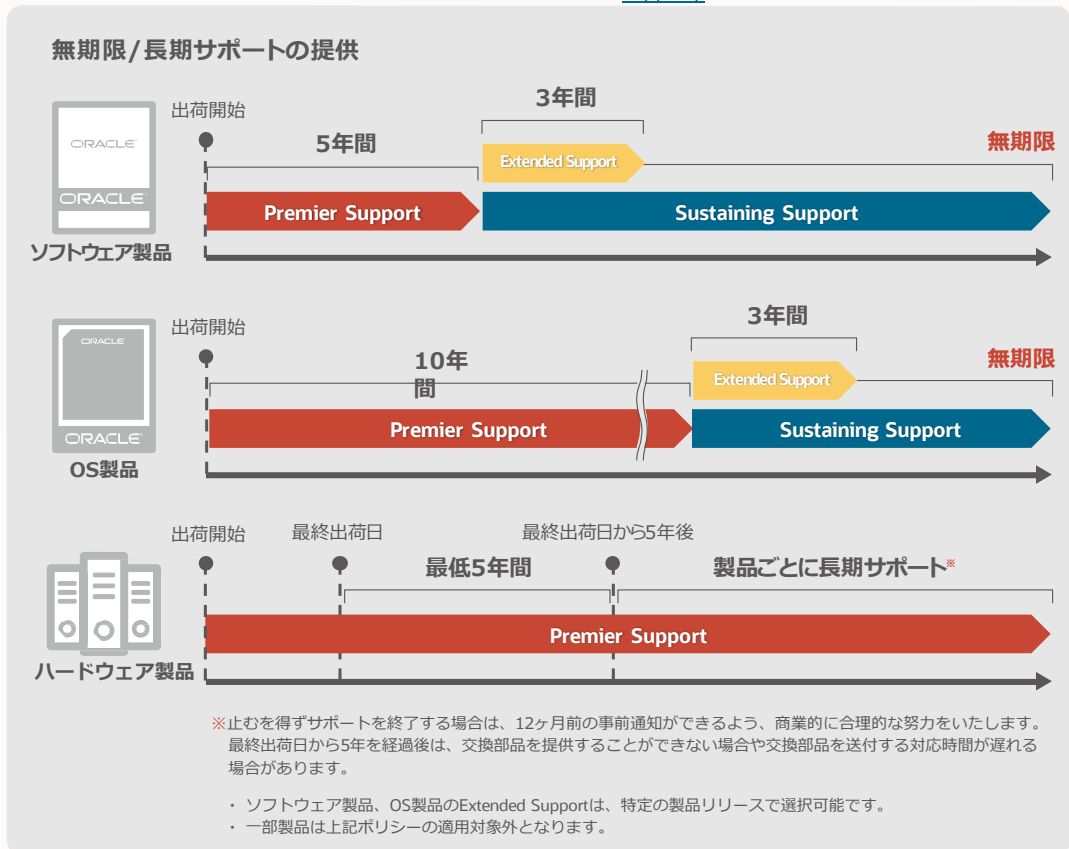 無期限/長期サポートの提供
出荷開始
5年間
3年間
無期限
ORACLE
ORACLE
Extended Support
Premier Support
Sustaining Support
ソフトウェア製品
出荷開始
10年
間
3年間
無期限
ORACLE
ORACLE
Extended Support
Premier Support
Sustaining Support
OS製品
出荷開始
最終出荷日
最終出荷日から5年後
最低5年間
製品ごとに長期サポート※
Premier Support
ハードウェア製品
※止むを得ずサポートを終了する場合は、12ヶ月前の事前通知ができるよう、商業的に合理的な努力をいたします。
最終出荷日から5年を経過後は、交換部品を提供することができない場合や交換部品を送付する対応時間が遅れる
場合があります。
・ ソフトウェア製品、OS製品のExtended Supportは、特定の製品リリースで選択可能です。
・ 一部製品は上記ポリシーの適用対象外となります。